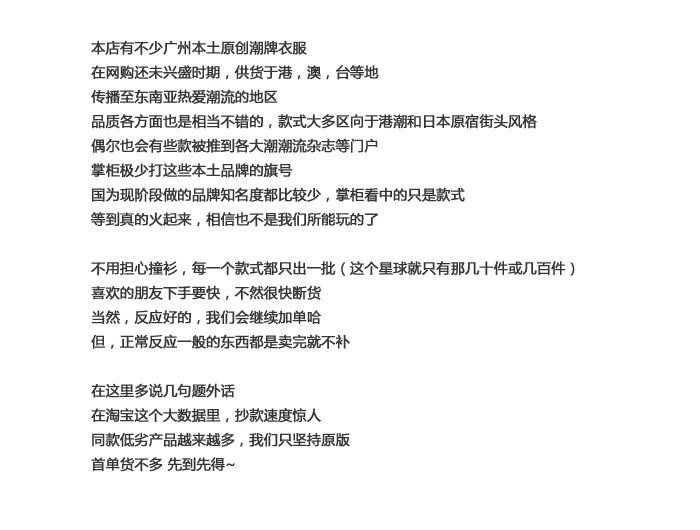 本店有不少广州本土原创潮牌衣服
在网购还未兴盛时期，供货于港，澳，台等地
传播至东南亚热爱潮流的地区
品质各方面也是相当不错的，款式大多区向于港潮和日本原宿街头风格
偶尔也会有些款被推到各大潮潮流杂志等门户
掌柜极少打这些本土品牌的旗号
国为现阶段做的品牌知名度都比较少，掌柜看中的只是款式
等到真的火起来，相信也不是我们所能玩的了
不用担心撞衫，每一个款式都只出一批（这个星球就只有那几十件或几百件）
喜欢的朋友下手要快，不然很快断货
当然，反应好的，我们会继续加单哈
但，正常反应一般的东西都是卖完就不补
在这里多说几句题外话
在淘宝这个大数据里，抄款速度惊人
同款低劣产品越来越多，我们只坚持原版
首单货不多 先到先得~